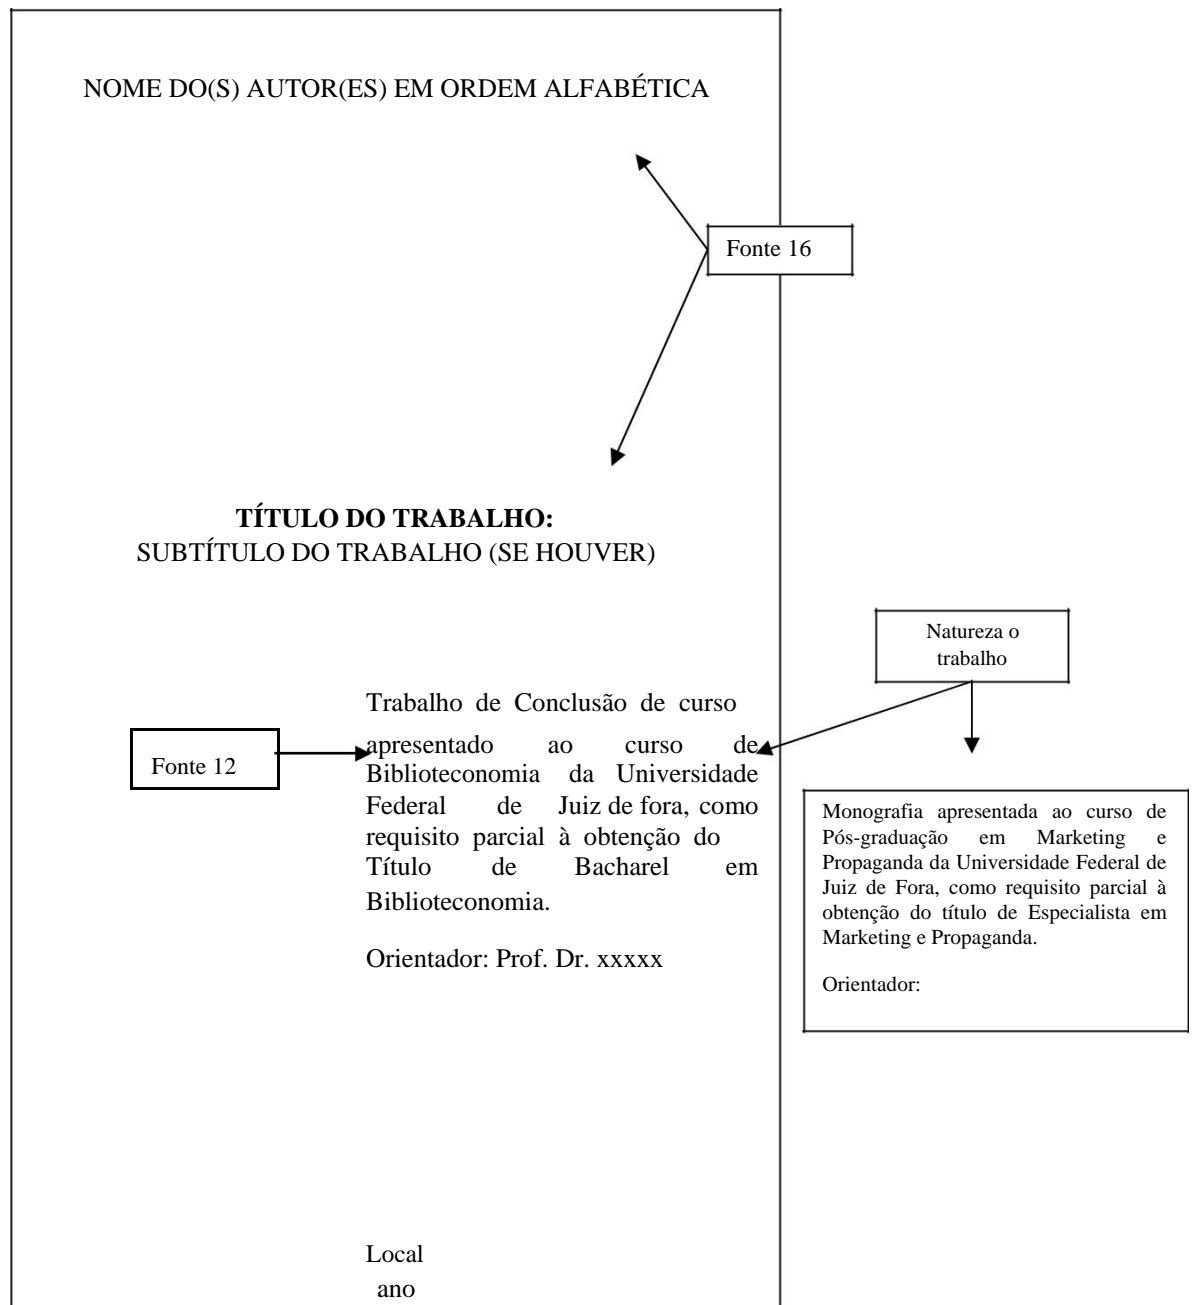 NOME DO(S) AUTOR(ES) EM ORDEM ALFABÉTICA
Fonte 16
TÍTULO DO TRABALHO:
SUBTÍTULO DO TRABALHO (SE HOUVER)
Natureza o
trabalho
Trabalho de Conclusão de curso
apresentado ao curso de
Biblioteconomia da Universidade
Federal de Juiz de fora, como
requisito parcial à obtenção do
Título de Bacharel em
Biblioteconomia.
Orientador: Prof. Dr. xxxxx
Fonte 12
Monografia apresentada ao curso de
Pós-graduação em Marketing e
Propaganda da Universidade Federal de
Juiz de Fora, como requisito parcial à
obtenção do título de Especialista em
Marketing e Propaganda.
Orientador:
Local
ano